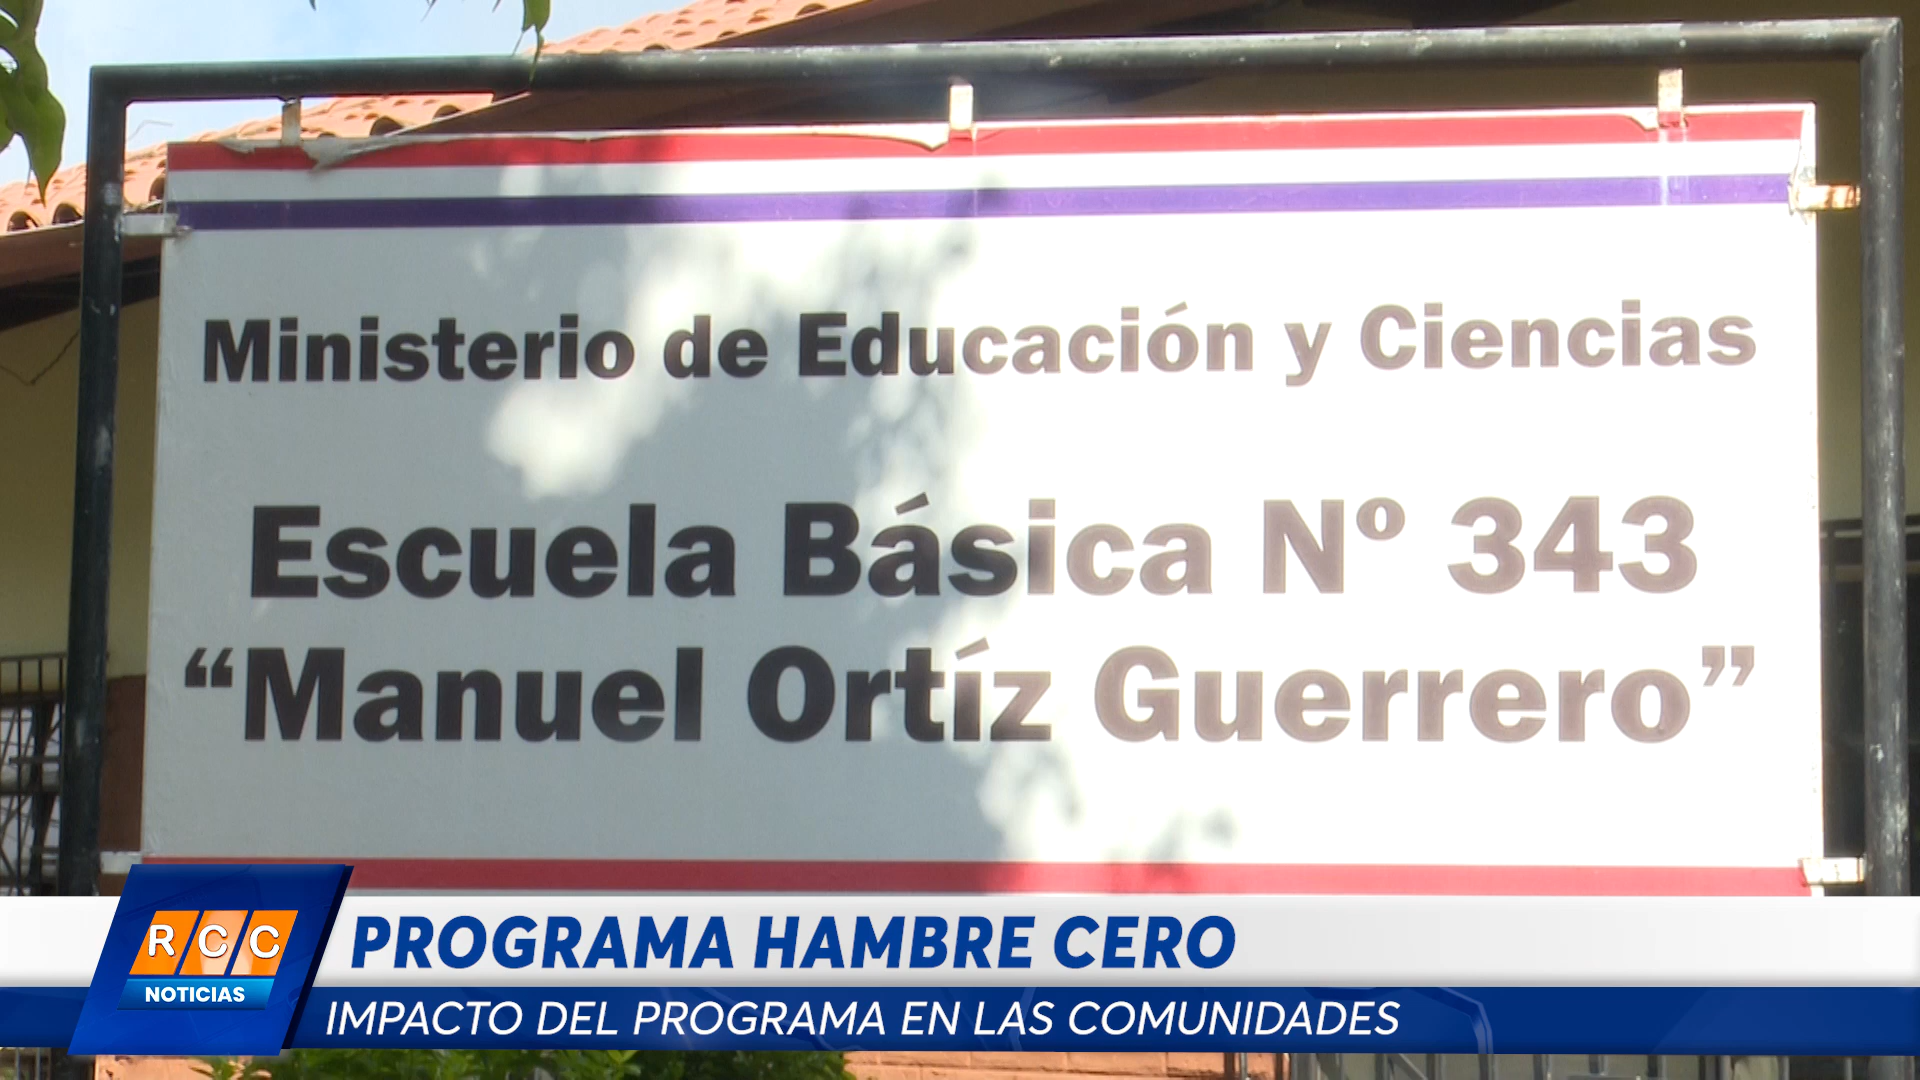 Ministerio de Educación y Ciencias
Escuela Básica Nº 343
“Manuel Ortíz Guerrero”
RCC
NOTICIAS
PROGRAMA HAMBRE CERO
IMPACTO DEL PROGRAMA EN LAS COMUNIDADES